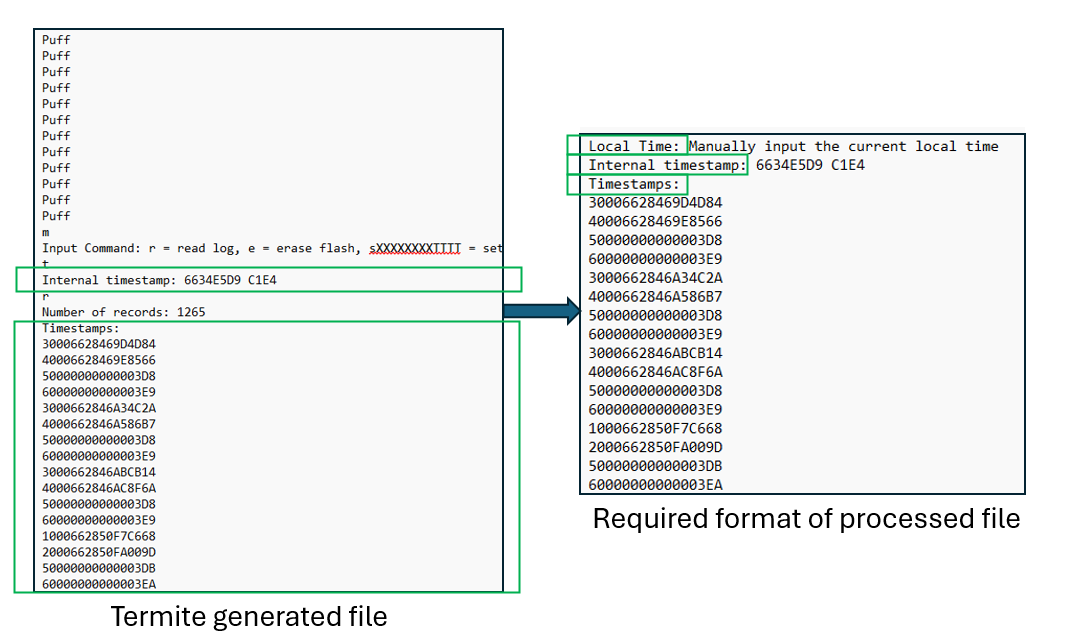 Puff
Puff
Puff
Puff
Puff
Puff
Puff
Puff
Puff
Puff
Puff
Puff
m
Input Command: r = read log, e = erase flash, sXXXXXXXXTTTT = set
t
Internal timestamp: 6634E5D9 C1E4
r
Number of records: 1265
Timestamps:
30006628469D4D84
40006628469E8566
50000000000003D8
60000000000003E9
3000662846A34C2A
4000662846A586B7
50000000000003D8
60000000000003E9
3000662846ABCB14
4000662846AC8F6A
50000000000003D8
60000000000003E9
1000662850F7C668
2000662850FA009D
50000000000003DB
60000000000003EA
Termite generated file
Local Time: Manually input the current local time
Internal timestamp: 6634E5D9 C1E4
Timestamps:
30006628469D4D84
40006628469E8566
50000000000003D8
60000000000003E9
3000662846A34C2A
4000662846A586B7
50000000000003D8
60000000000003E9
3000662846ABCB14
4000662846AC8F6A
50000000000003D8
60000000000003E9
1000662850F7C668
2000662850FA009D
50000000000003DB
60000000000003EA
Required format of processed file